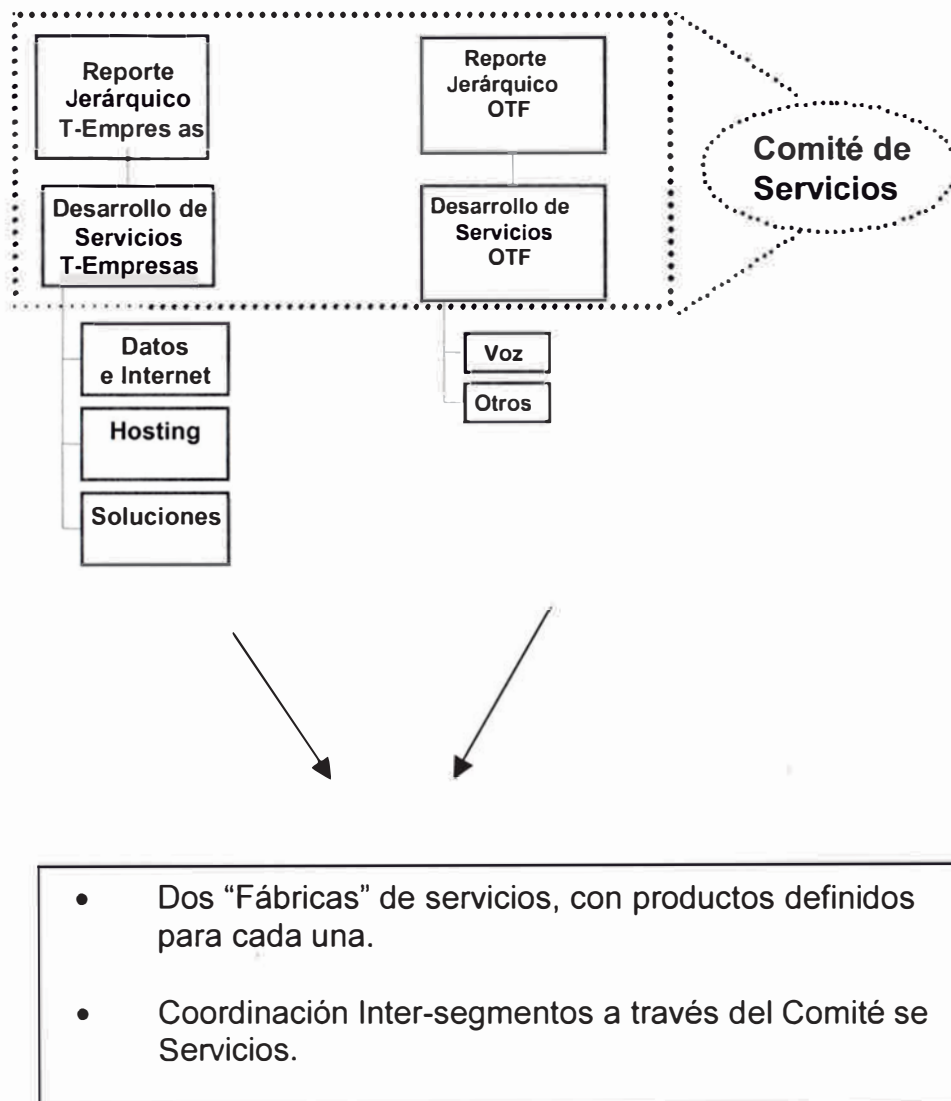 Reporte
Jerárquico
T-Empres as
Desarrollo de
Servicios
T-Empresas
Datos
e Internet
Hosting
Soluciones
Reporte
Jerárquico
OTF
Desarrollo de
Servicios
OTF
Voz
Otros
Comité de
Servicios
• Dos “Fábricas” de servicios, con productos definidos
para cada una.
• Coordinación Inter-segmentos a través del Comité se
Servicios.